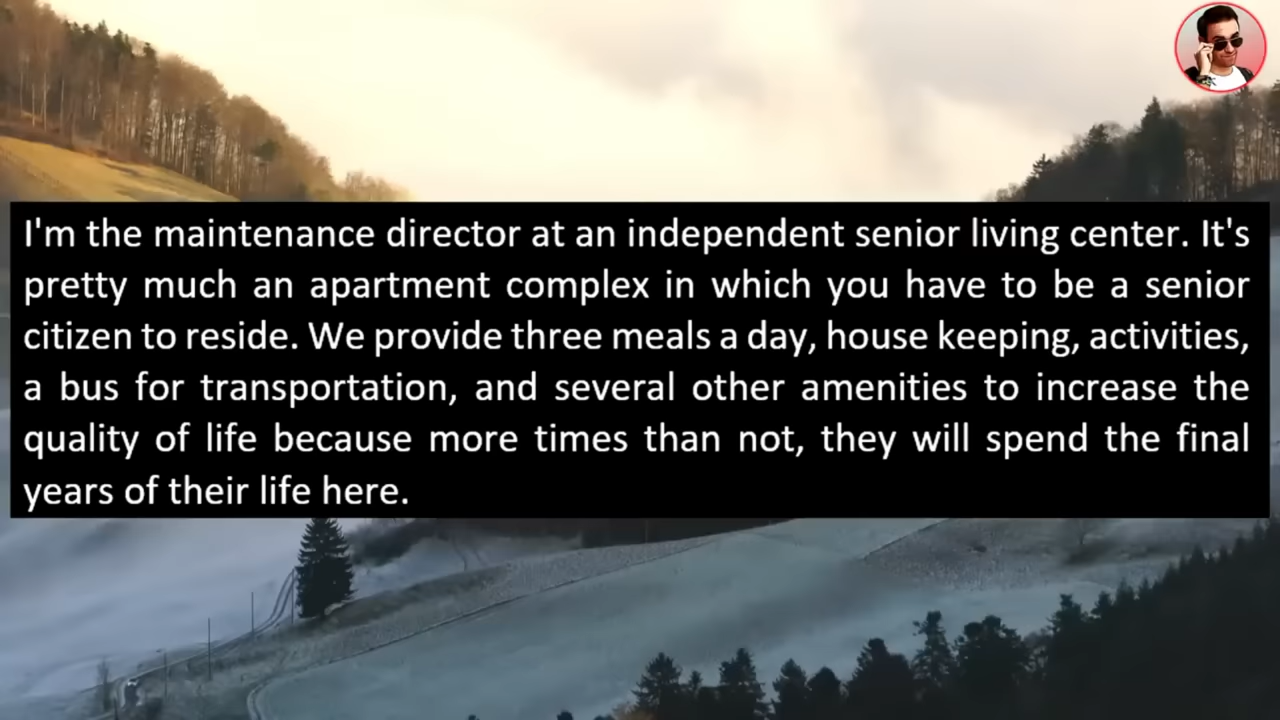 I'm the maintenance director at an independent senior living center. It's
pretty much an apartment complex in which you have to be a senior
citizen to reside. We provide three meals a day, house keeping, activities,
a bus for transportation, and several other amenities to increase the
quality of life because more times than not, they will spend the final
years of their life here.